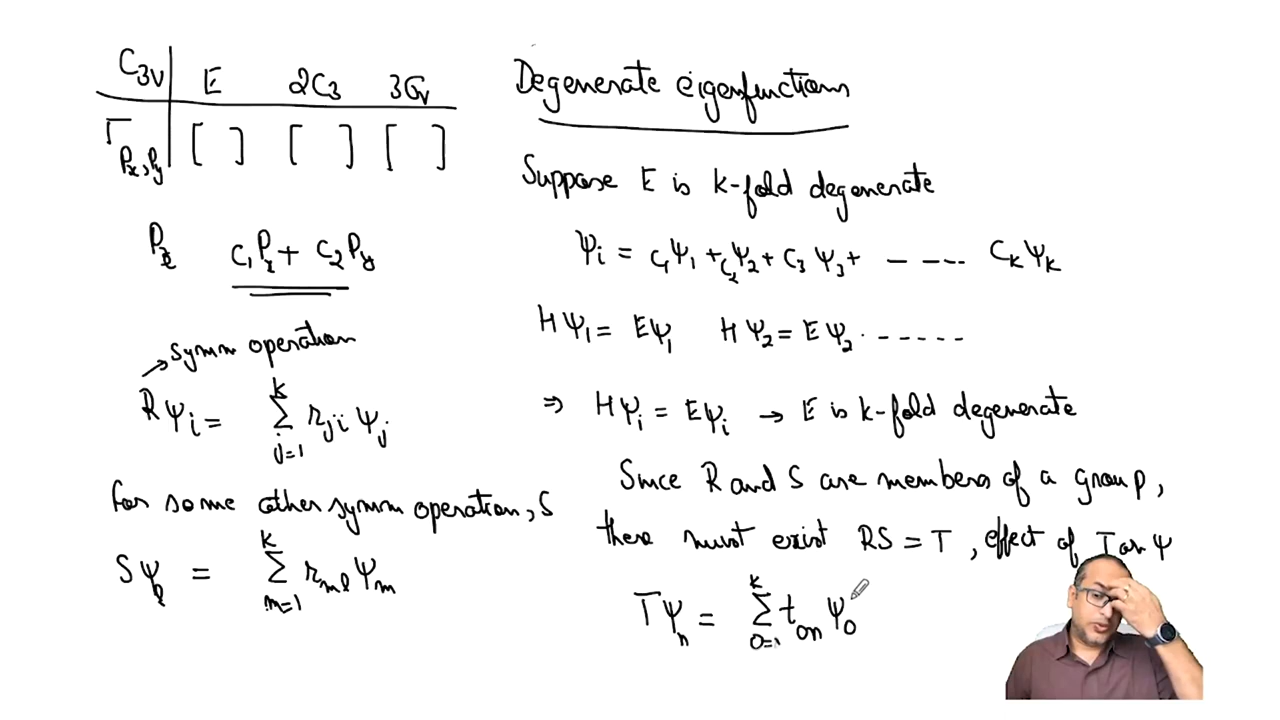 C3v E 2C3 3σv
Γ Px,Py [ ] [ ] [ ]
Px C1Px + C2Py
symm operation
Rψi = Σ j=1 k rji ψj
for some other symm operation, S
Sψl = Σ m=1 k rml ψm
Degenerate eigenfunctions
Suppose E is k-fold degenerate
ψi = C1ψ1 + C2ψ2 + C3ψ3 + - --- Ckψk
Hψ1 = Eψ1 Hψ2 = Eψ2 ------
⇒ Hψi = Eψi → E is k-fold degenerate
Since R and S are members of a group,
there must exist RS = T, effect of T on ψ
Tψn = Σ o=1 k ton ψo